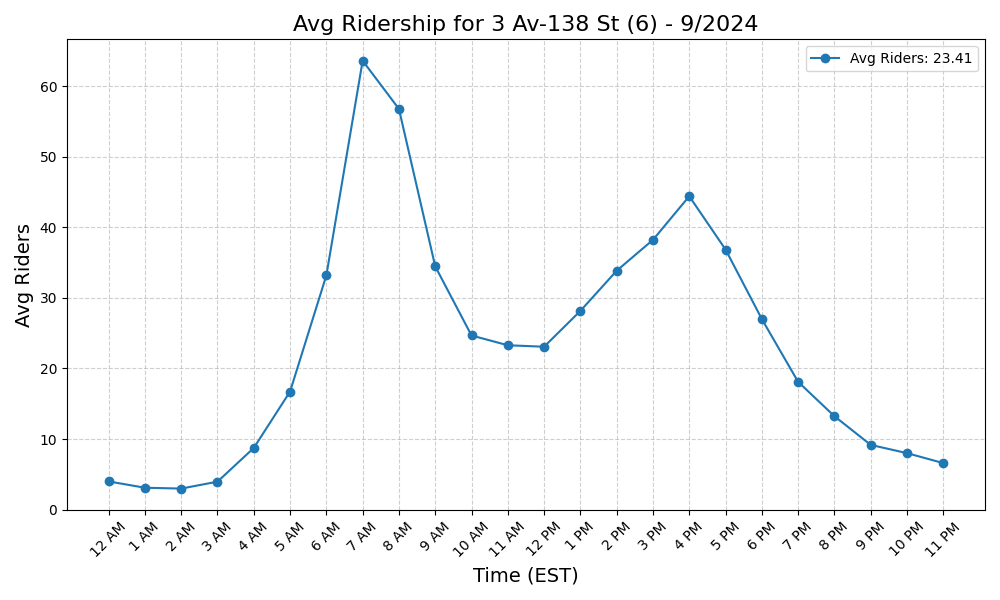 Avg Ridership for 3 Av-138 St (6) - 9/2024
Avg Riders: 23.41
Avg Riders
60
50
40
30
20
10
0
12 AM
1 AM
2 AM
3 AM
4 AM
5 AM
6 AM
7 AM
8 AM
9 AM
10 AM
11 AM
12 PM
1 PM
2 PM
3 PM
4 PM
5 PM
6 PM
7 PM
8 PM
9 PM
10 PM
11 PM
Time (EST)